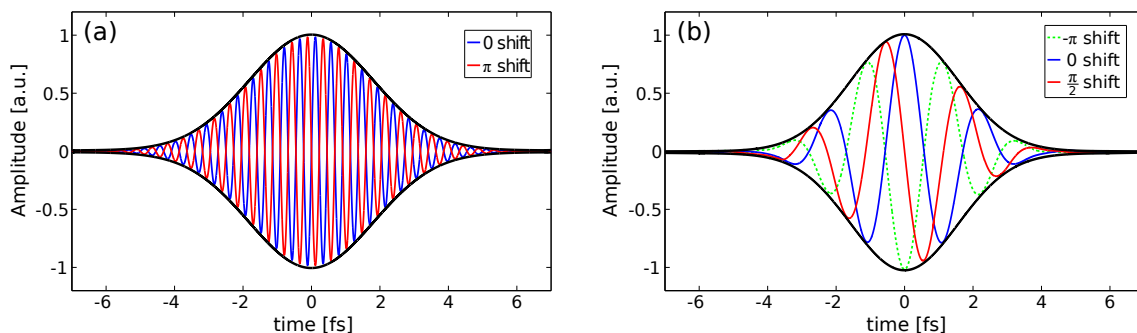 (a)
0 shift
π shift
Amplitude [a.u.]
1
0.5
0
-0.5
-1
-6 -4 -2 0 2 4 6
time [fs]
(b)
-π shift
0 shift
π/2 shift
Amplitude [a.u.]
1
0.5
0
-0.5
-1
-6 -4 -2 0 2 4 6
time [fs]